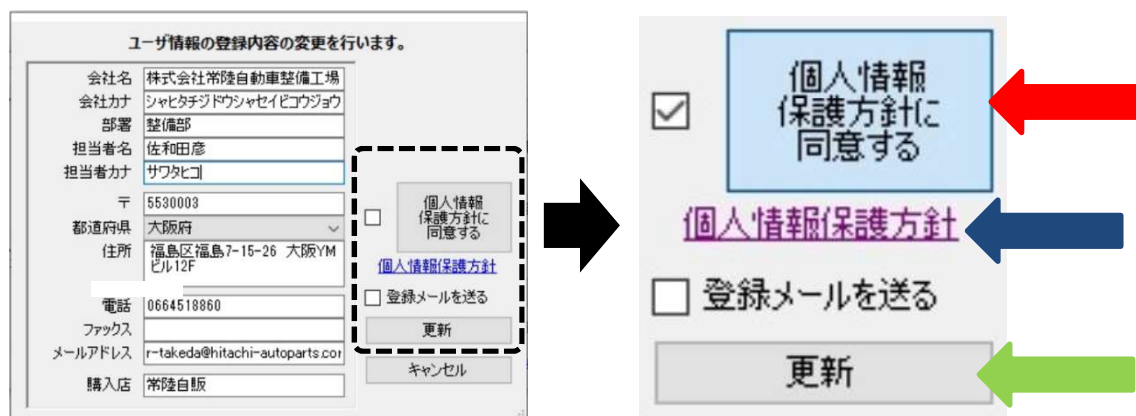 ユーザ情報の登録内容の変更を行います。
会社名 株式会社常陸自動車整備工場
会社カナ シャヒタチジドウシャセイビコウジョウ
部署 整備部
担当者名 佐和田彦
担当者カナ サワタヒコ
〒 5530003
都道府県 大阪府
住所 福島区福島7-15-26 大阪YM
ビル12F
電話 0664518860
ファックス
メールアドレス r-takeda@hitachi-autoparts.cor
購入店 常陸自販
個人情報
保護方針に
同意する
個人情報保護方針
登録メールを送る
更新
キャンセル
個人情報
保護方針に
同意する
個人情報保護方針
登録メールを送る
更新